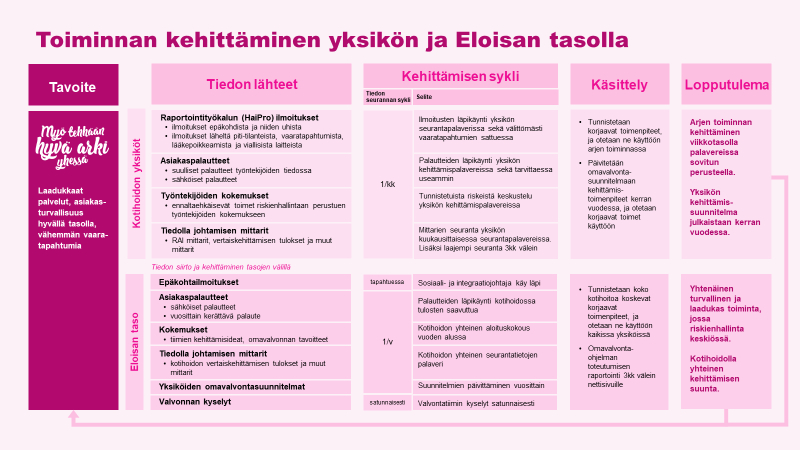 Toiminnan kehittäminen yksikön ja Eloisan tasolla
Tavoite
Tiedon lähteet
Kehittämisen sykli
Tiedon
seurannan sykli
Selite
Käsittely
Lopputulema
Myö tehhään
hyvä arki
ykessä
Laadukkaat
palvelut, asiakas-
turvallisuus
hyvällä tasolla,
vähemmän vaara-
tapahtumia
Kotihoidon yksiköt
Raportointityökalun (HaiPro) ilmoitukset
• ilmoitukset epäkohdista ja niiden uhista
• ilmoitukset läheltä piti-tilanteista, vaaratapahtumista,
lääkepoikkeamista ja viallisista laitteista
Asiakaspalautteet
• suulliset palautteet työntekijöiden tiedossa
• sähköiset palautteet
Työntekijöiden kokemukset
• ennaltaehkäisevät toimet riskienhallintaan perustuen
työntekijöiden kokemukseen
Tiedolla johtamisen mittarit
• RAI mittarit, vertaiskehittämisen tulokset ja muut
mittarit
1/kk
Ilmoitusten läpikäynti yksikön
seurantapalaverissa sekä välittömästi
vaaratapahtumien sattuessa
Palautteiden läpikäynti yksikön
kehittämispalavereissa sekä tarvittaessa
useammin
Tunnistetuista riskeistä keskustelu
yksikön kehittämispalavereissa
Mittarien seuranta yksikön
kuukausittaisessa seurantapalavereissa.
Lisäksi laajempi seuranta 3kk välein
• Tunnistetaan
korjaavat toimenpiteet,
ja otetaan ne käyttöön
arjen toiminnassa
• Päivitetään
omavalvonta-
suunnitelmaan
kehittämis-
toimenpiteet kerran
vuodessa, ja otetaan
korjaavat toimet
käyttöön
Arjen toiminnan
kehittäminen
viikkotasolla
palavereissa
sovitun
perusteella.
Yksikön
kehittämis-
suunnitelma
julkaistaan kerran
vuodessa.
Tiedon siirto ja kehittäminen tasojen välillä
Eloisan taso
Epäkohtailmoitukset
Asiakaspalautteet
• sähköiset palautteet
• vuosittain kerättävä palaute
Kokemukset
• tiimien kehittämisideat, omavalvonnan tavoitteet
Tiedolla johtamisen mittarit
• kotihoidon vertaiskehittämisen tulokset ja muut
mittarit
Yksiköiden omavalvontasuunnitelmat
Valvonnan kyselyt
tapahtuessa
1/v
satunnaisesti
Sosiaali- ja integraatiojohtaja käy läpi
Palautteiden läpikäynti kotihoidossa
tulosten saavuttua
Kotihoidon yhteinen aloituskokous
vuoden alussa
Kotihoidon yhteinen seurantatietojen
palaveri
Suunnitelmien päivittäminen vuosittain
Valvontatiimin kyselyt satunnaisesti
• Tunnistetaan koko
kotihoitoa koskevat
korjaavat
toimenpiteet, ja
otetaan ne käyttöön
kaikissa yksiköissä
• Omavalvonta-
ohjelman
toteutumisen
raportointi 3kk välein
nettisivuille
Yhtenäinen
turvallinen ja
laadukas toiminta,
jossa
riskienhallinta
keskiössä.
Kotihoidolla
yhteinen
kehittämisen
suunta.